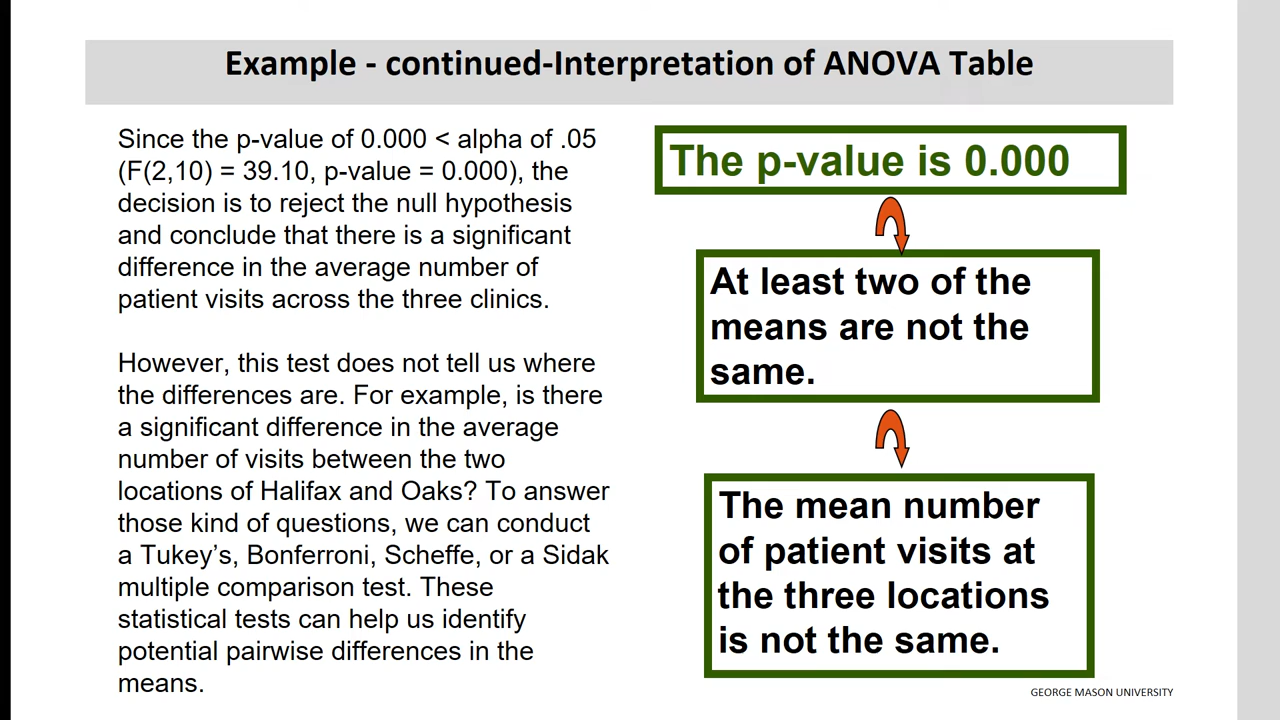 Example - continued-Interpretation of ANOVA Table
Since the p-value of 0.000 < alpha of .05
(F(2,10) = 39.10, p-value = 0.000), the
decision is to reject the null hypothesis
and conclude that there is a significant
difference in the average number of
patient visits across the three clinics.
However, this test does not tell us where
the differences are. For example, is there
a significant difference in the average
number of visits between the two
locations of Halifax and Oaks? To answer
those kind of questions, we can conduct
a Tukey’s, Bonferroni, Scheffe, or a Sidak
multiple comparison test. These
statistical tests can help us identify
potential pairwise differences in the
means.
The p-value is 0.000
At least two of the
means are not the
same.
The mean number
of patient visits at
the three locations
is not the same.
GEORGE MASON UNIVERSITY